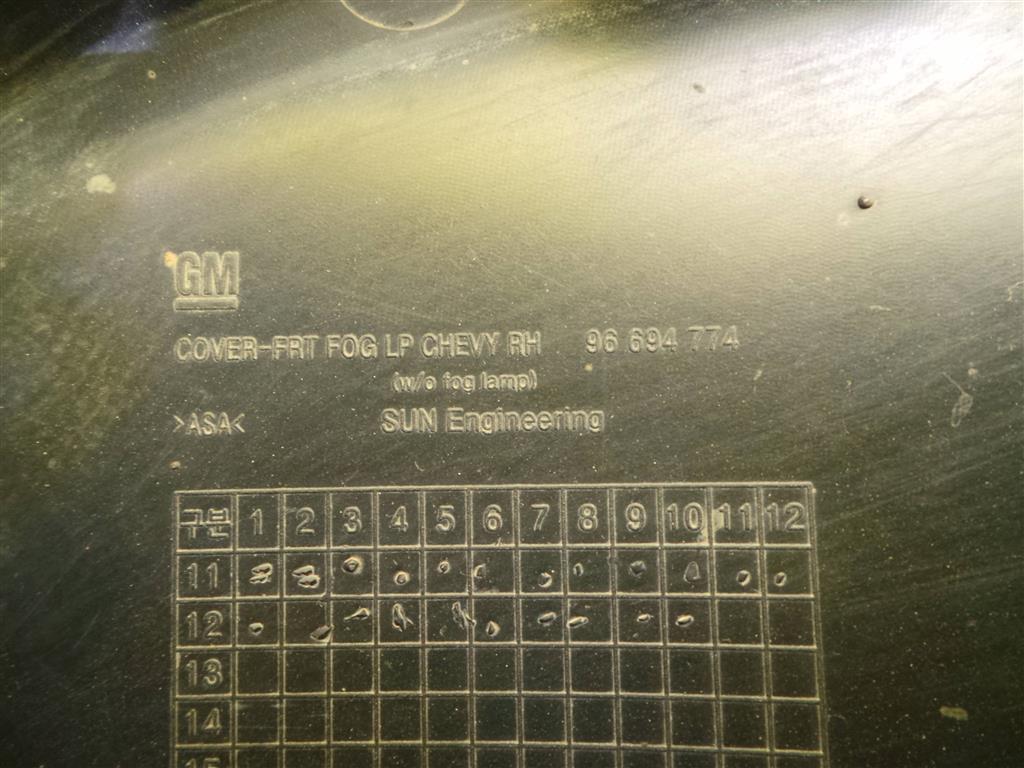 GM
COVER-FRT FOG LP CHEVY RH 96 694 774
(w/o fog lamp)
>ASA< SUN Engineering
구분 1 2 3 4 5 6 7 8 9 10 11 12
11
12
13
14
15